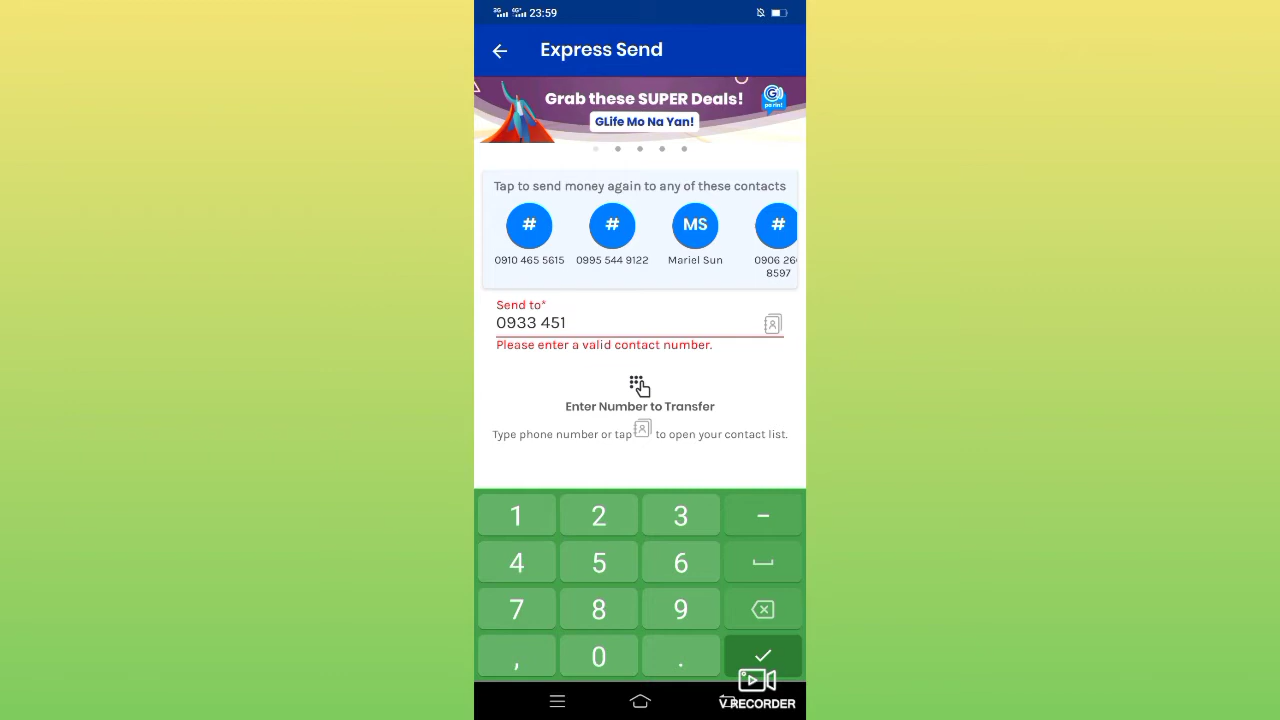 3G 4G+ 23:59
Express Send
Grab these SUPER Deals!
GLife Mo Na Yan!
Tap to send money again to any of these contacts
# # MS #
0910 465 5615 0995 544 9122 Mariel Sun 0906 26
8597
Send to*
0933 451
Please enter a valid contact number.
Enter Number to Transfer
Type phone number or tap to open your contact list.
1 2 3 -
4 5 6
7 8 9
, 0 .
V RECORDER